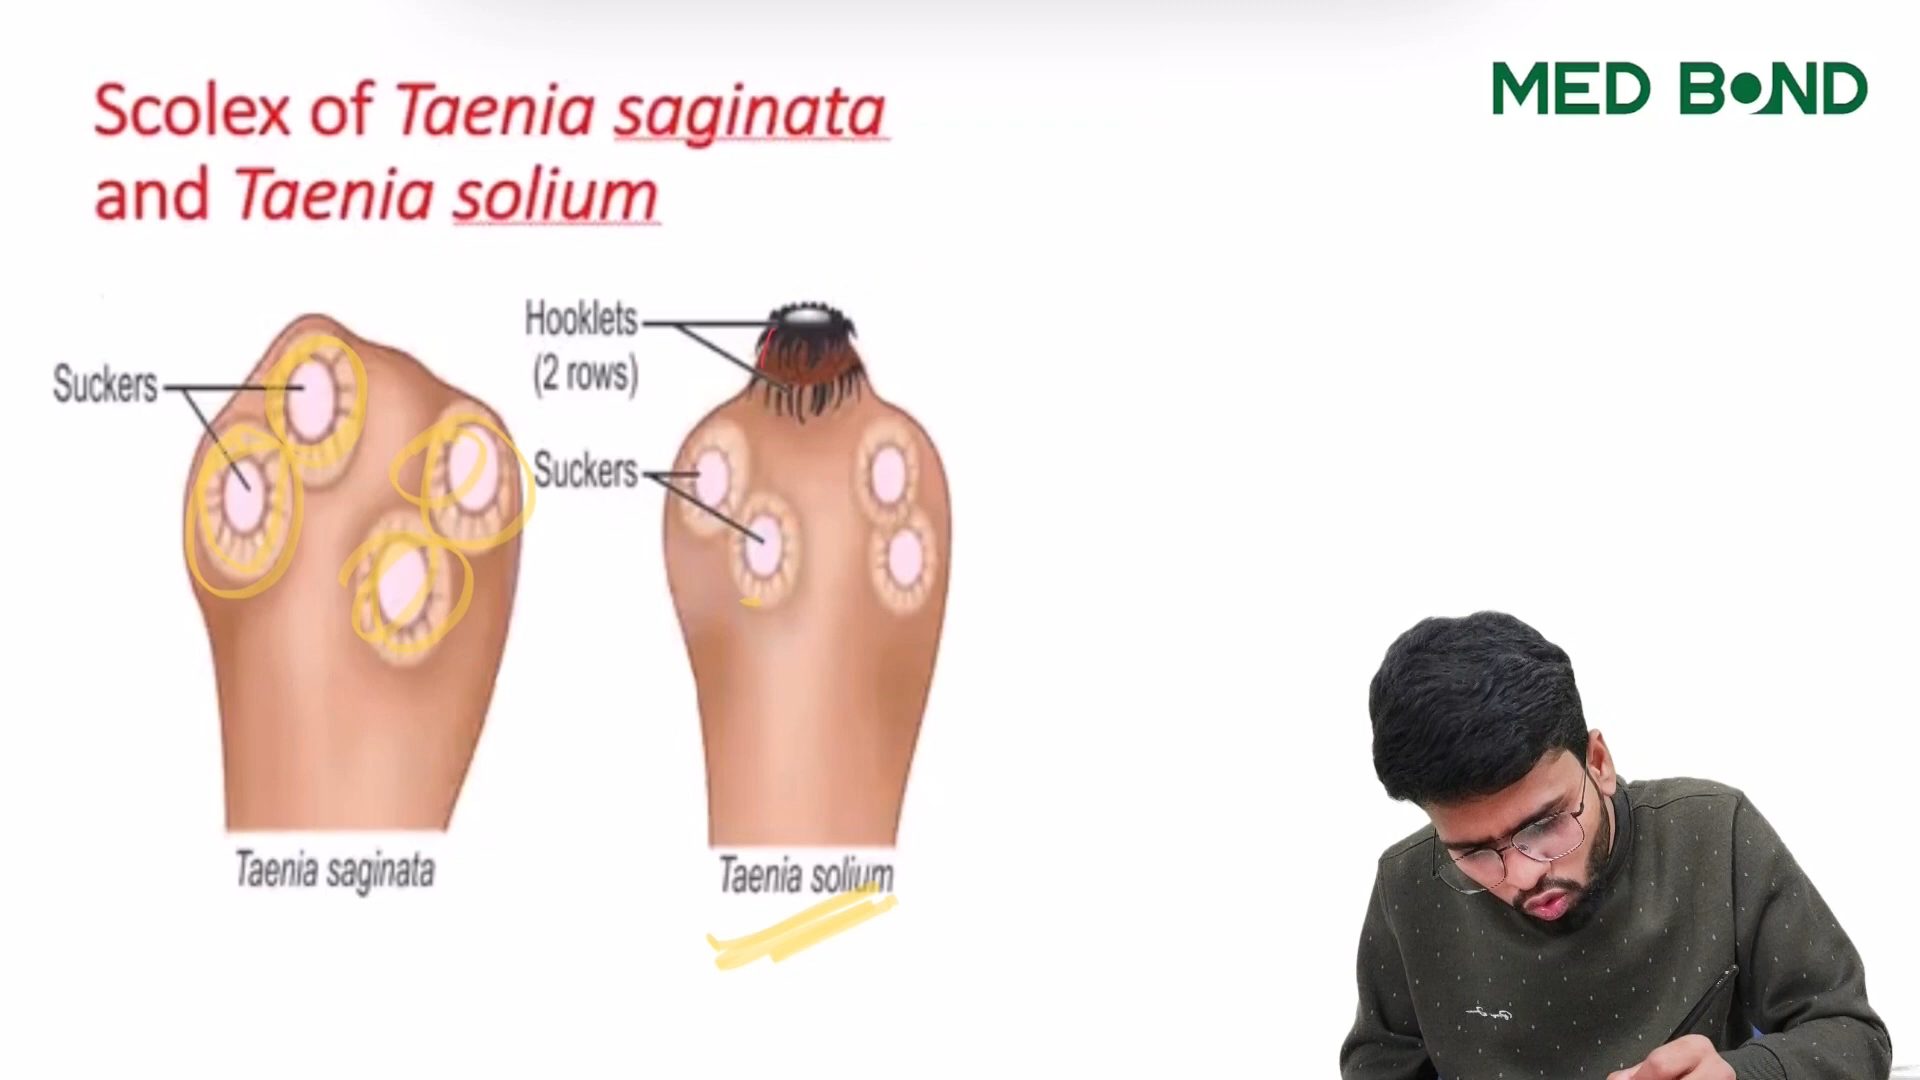 MED BOND
Scolex of Taenia saginata
and Taenia solium
Suckers
Hooklets
(2 rows)
Suckers
Taenia saginata
Taenia solium